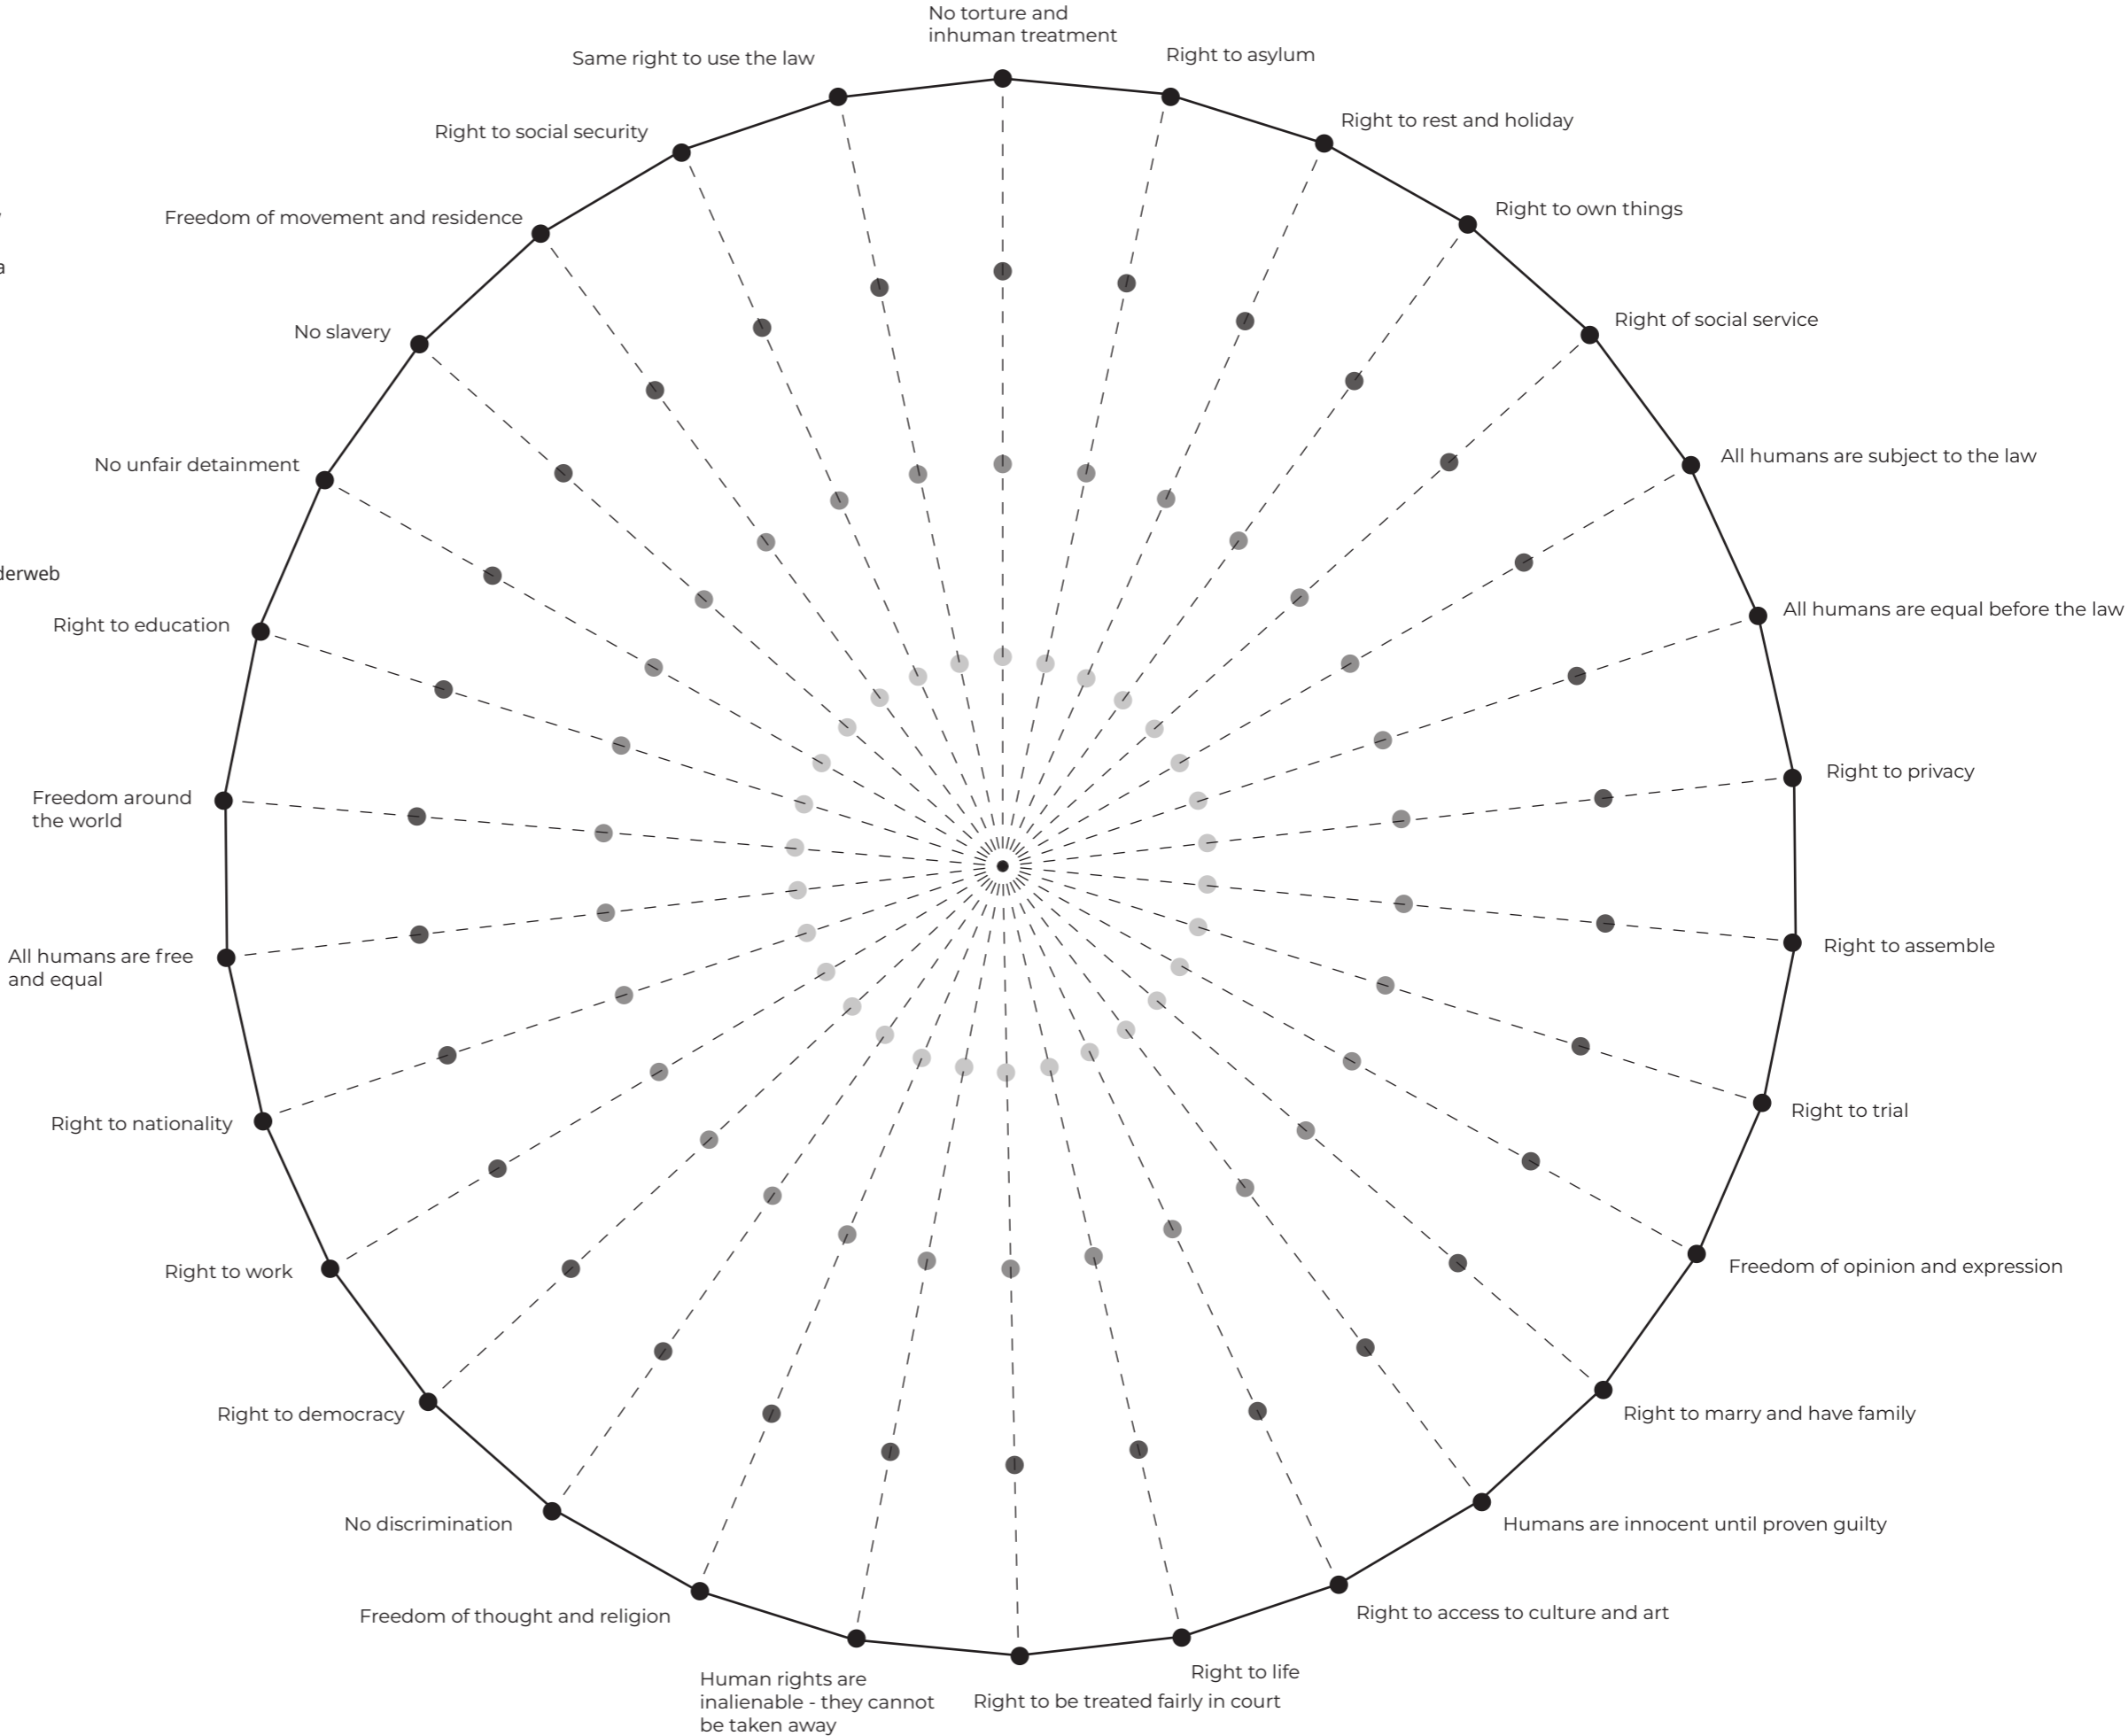 No torture and
inhuman treatment
Right to asylum
Same right to use the law
Right to rest and holiday
Right to social security
Right to own things
Freedom of movement and residence
a
Right of social service
No slavery
All humans are subject to the law
No unfair detainment
derweb
All humans are equal before the law
Right to education
Right to privacy
Freedom around
the world
Right to assemble
All humans are free
and equal
Right to trial
Right to nationality
Freedom of opinion and expression
Right to work
Right to marry and have family
Right to democracy
Humans are innocent until proven guilty
No discrimination
Right to access to culture and art
Freedom of thought and religion
Right to life
Human rights are
inalienable - they cannot
be taken away
Right to be treated fairly in court